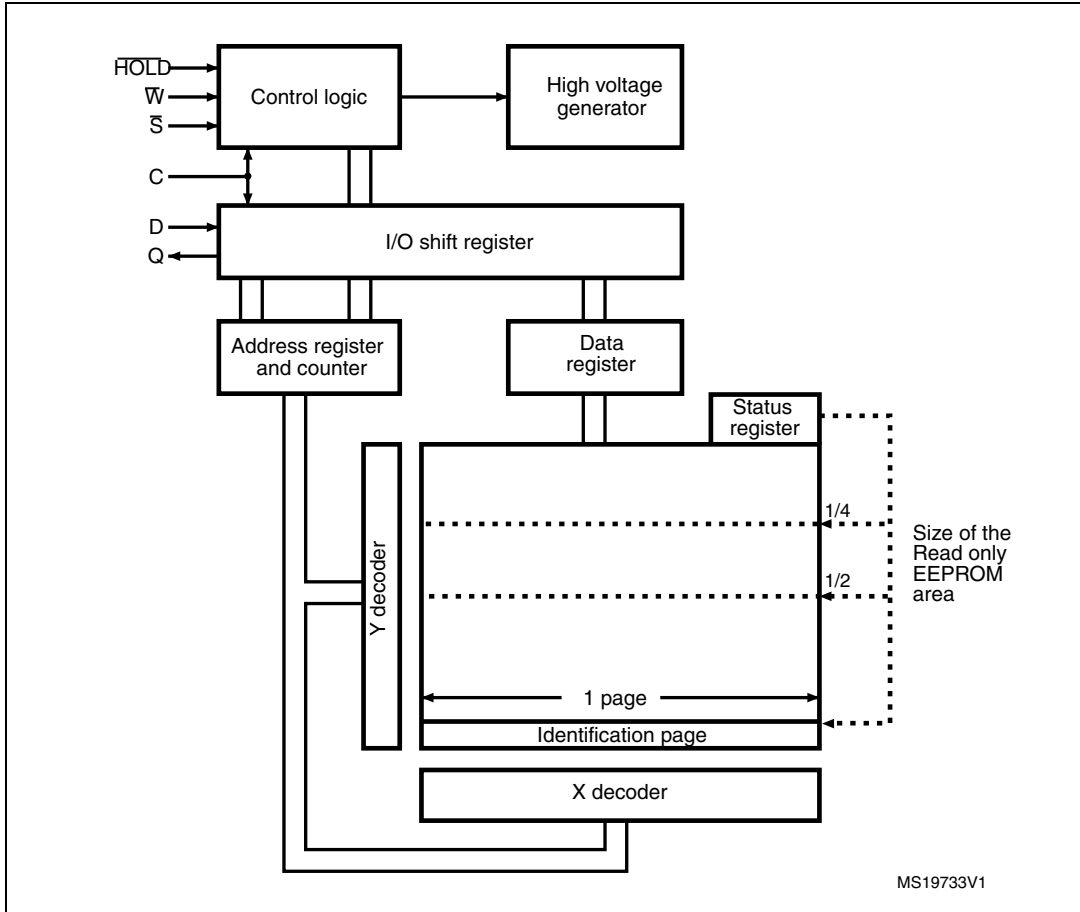 H̅O̅L̅D̅
W̅
S̅
C
D
Q
Control logic
High voltage
generator
I/O shift register
Address register
and counter
Data
register
Status
register
Y decoder
1/4
1/2
Size of the
Read only
EEPROM
area
1 page
Identification page
X decoder
MS19733V1